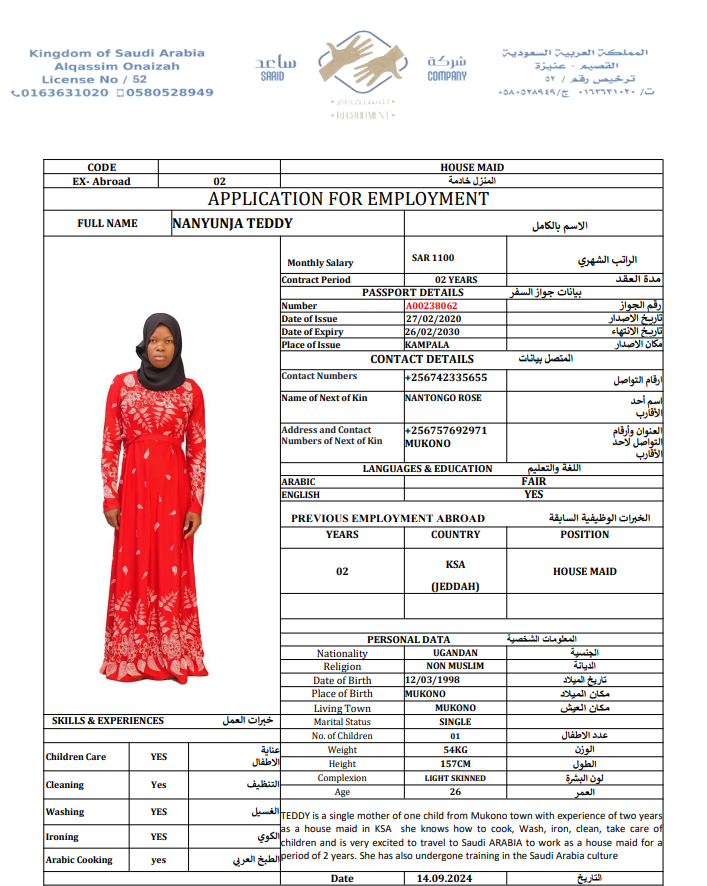 Kingdom of Saudi Arabia
Alqassim Onaizah
License No / 52
0163631020 0580528949
ساعد
SAAID
شركة
COMPANY
للاستقدام
RECRUITMENT
المملكة العربية السعودية
القصيم - عنيزة
ترخيص رقم / ٥٢
ت/ ٠١٦٣٦٣١٠٢٠ ج/ ٠٥٨٠٥٢٨٩٤٩
CODE HOUSE MAID
EX- Abroad 02 المنزل خادمة
APPLICATION FOR EMPLOYMENT
FULL NAME NANYUNJA TEDDY الاسم بالكامل
Monthly Salary SAR 1100 الراتب الشهري
Contract Period 02 YEARS مدة العقد
PASSPORT DETAILS بيانات جواز السفر
Number A00238062 رقم الجواز
Date of Issue 27/02/2020 تاريخ الاصدار
Date of Expiry 26/02/2030 تاريخ الانتهاء
Place of Issue KAMPALA مكان الاصدار
CONTACT DETAILS المتصل بيانات
Contact Numbers +256742335655 ارقام التواصل
Name of Next of Kin NANTONGO ROSE اسم أحد
الأقارب
Address and Contact +256757692971 العنوان وأرقام
Numbers of Next of Kin MUKONO التواصل لاحد
الأقارب
LANGUAGES & EDUCATION اللغة والتعليم
ARABIC FAIR
ENGLISH YES
PREVIOUS EMPLOYMENT ABROAD الخبرات الوظيفية السابقة
YEARS COUNTRY POSITION
02 KSA HOUSE MAID
(JEDDAH)
PERSONAL DATA المعلومات الشخصية
Nationality UGANDAN الجنسية
Religion NON MUSLIM الديانة
Date of Birth 12/03/1998 تاريخ الميلاد
Place of Birth MUKONO مكان الميلاد
Living Town MUKONO مكان العيش
Marital Status SINGLE
No. of Children 01 عدد الاطفال
Weight 54KG الوزن
Height 157CM الطول
Complexion LIGHT SKINNED لون البشرة
Age 26 العمر
SKILLS & EXPERIENCES خبرات العمل
Children Care YES عناية
الاطفال
Cleaning Yes التنظيف
Washing YES الغسيل
Ironing YES الكوي
Arabic Cooking yes الطبخ العربي
TEDDY is a single mother of one child from Mukono town with experience of two years
as a house maid in KSA she knows how to cook, Wash, iron, clean, take care of
children and is very excited to travel to Saudi ARABIA to work as a house maid for a
period of 2 years. She has also undergone training in the Saudi Arabia culture
Date 14.09.2024 التاريخ